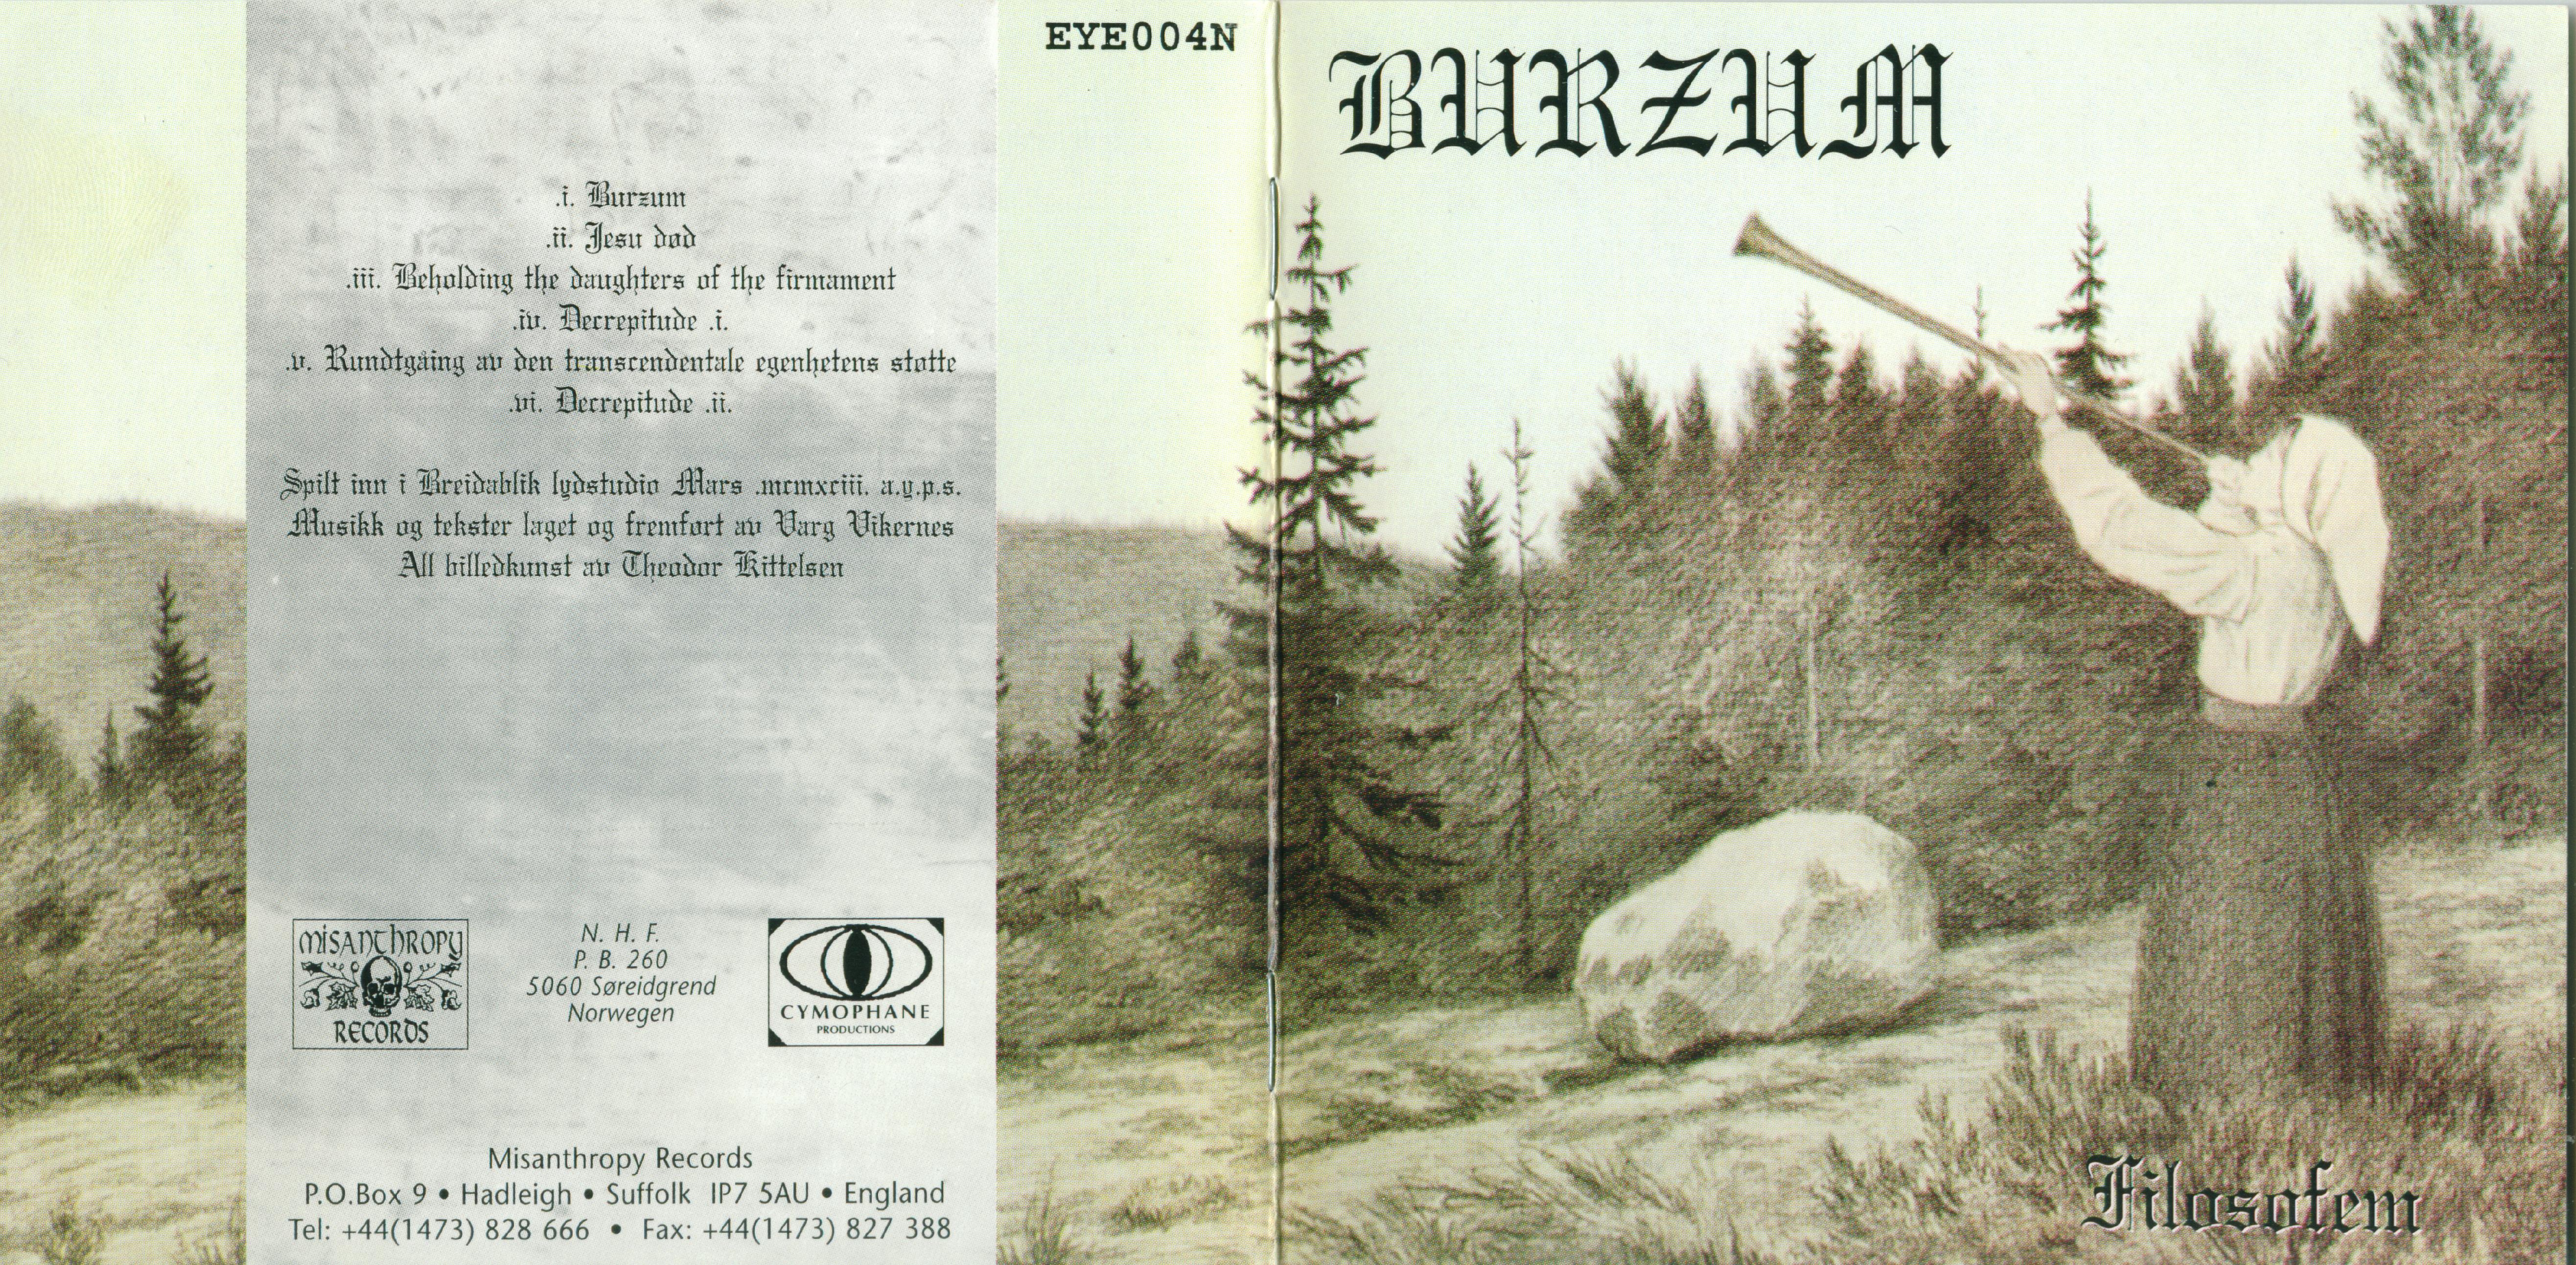 .i. Burzum
.ii. Jesu død
.iii. Beholding the daughters of the firmament
.iv. Decrepitude .i.
.v. Rundtgåing av den transcendentale egenhetens støtte
.vi. Decrepitude .ii.
Spilt inn i Breidablik lydstudio Mars .mcmxciii. a.y.p.s.
Musikk og tekster laget og fremført av Varg Vikernes
All billedkunst av Theodor Kittelsen
MISANTHROPY
RECORDS
N. H. F.
P. B. 260
5060 Søreidgrend
Norwegen
CYMOPHANE
PRODUCTIONS
Misanthropy Records
P.O.Box 9 • Hadleigh • Suffolk IP7 5AU • England
Tel: +44(1473) 828 666 • Fax: +44(1473) 827 388
EYE004N
BURZUM
Filosofem